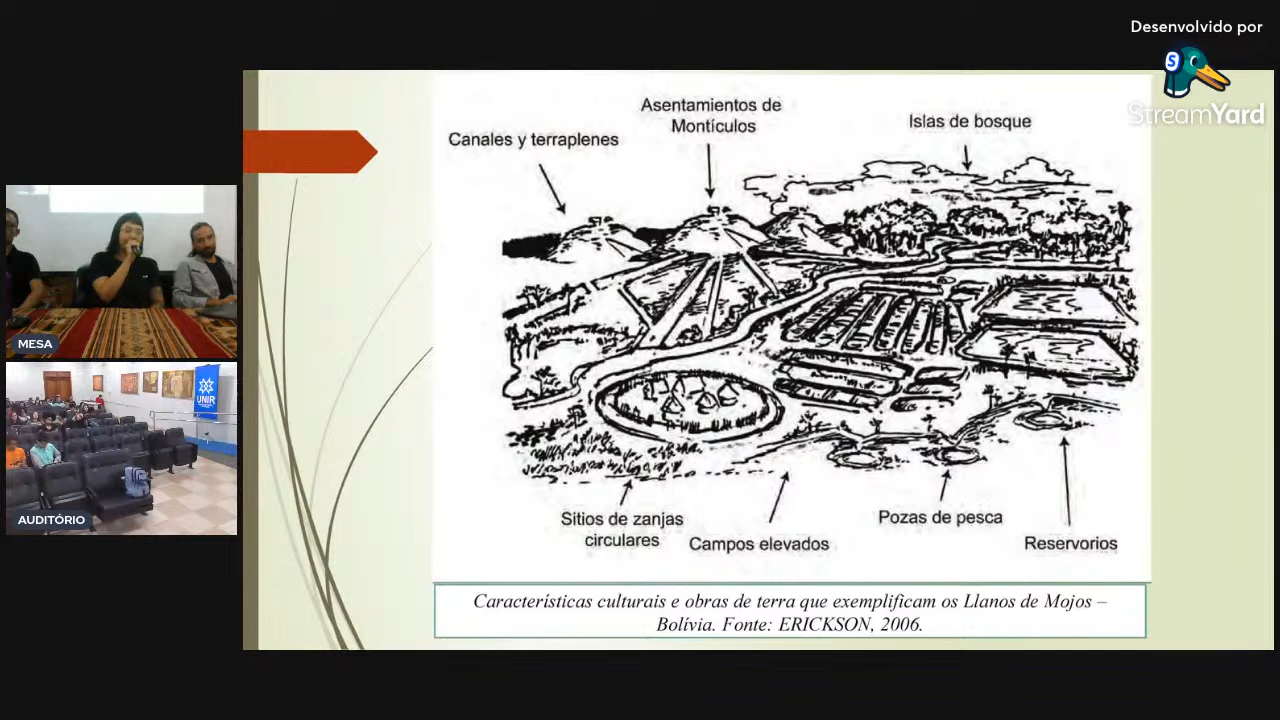 Desenvolvido por
StreamYard
Asentamientos de
Montículos
Canales y terraplenes
Islas de bosque
MESA
UNIR
AUDITÓRIO
Sitios de zanjas
circulares
Campos elevados
Pozas de pesca
Reservorios
Características culturais e obras de terra que exemplificam os Llanos de Mojos –
Bolívia. Fonte: ERICKSON, 2006.